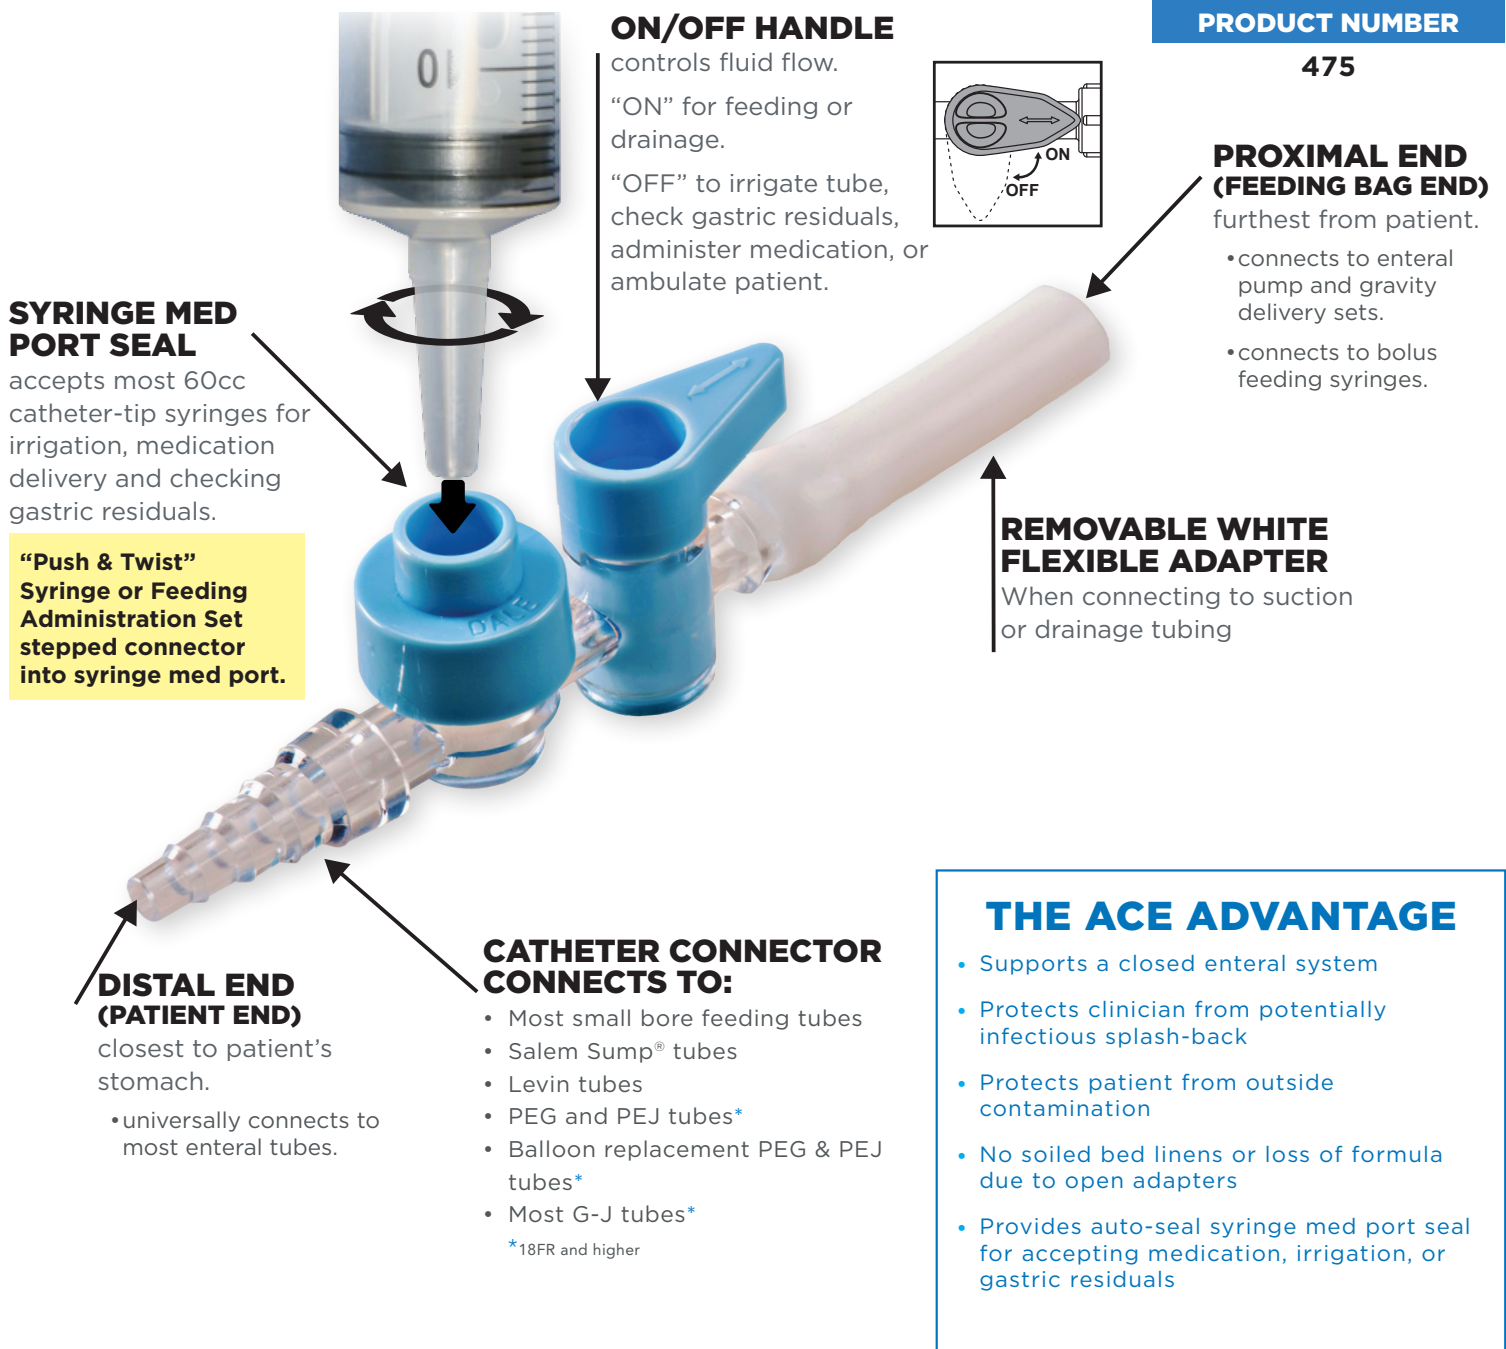 ON/OFF HANDLE
controls fluid flow.
“ON” for feeding or
drainage.
“OFF” to irrigate tube,
check gastric residuals,
administer medication, or
ambulate patient.
ON
OFF
PRODUCT NUMBER
475
PROXIMAL END
(FEEDING BAG END)
furthest from patient.
•connects to enteral
pump and gravity
delivery sets.
•connects to bolus
feeding syringes.
0
SYRINGE MED
PORT SEAL
accepts most 60cc
catheter-tip syringes for
irrigation, medication
delivery and checking
gastric residuals.
“Push & Twist”
Syringe or Feeding
Administration Set
stepped connector
into syringe med port.
DALE
REMOVABLE WHITE
FLEXIBLE ADAPTER
When connecting to suction
or drainage tubing
DISTAL END
(PATIENT END)
closest to patient’s
stomach.
•universally connects to
most enteral tubes.
CATHETER CONNECTOR
CONNECTS TO:
• Most small bore feeding tubes
• Salem Sump® tubes
• Levin tubes
• PEG and PEJ tubes*
• Balloon replacement PEG & PEJ
tubes*
• Most G-J tubes*
*18FR and higher
THE ACE ADVANTAGE
• Supports a closed enteral system
• Protects clinician from potentially
infectious splash-back
• Protects patient from outside
contamination
• No soiled bed linens or loss of formula
due to open adapters
• Provides auto-seal syringe med port seal
for accepting medication, irrigation, or
gastric residuals